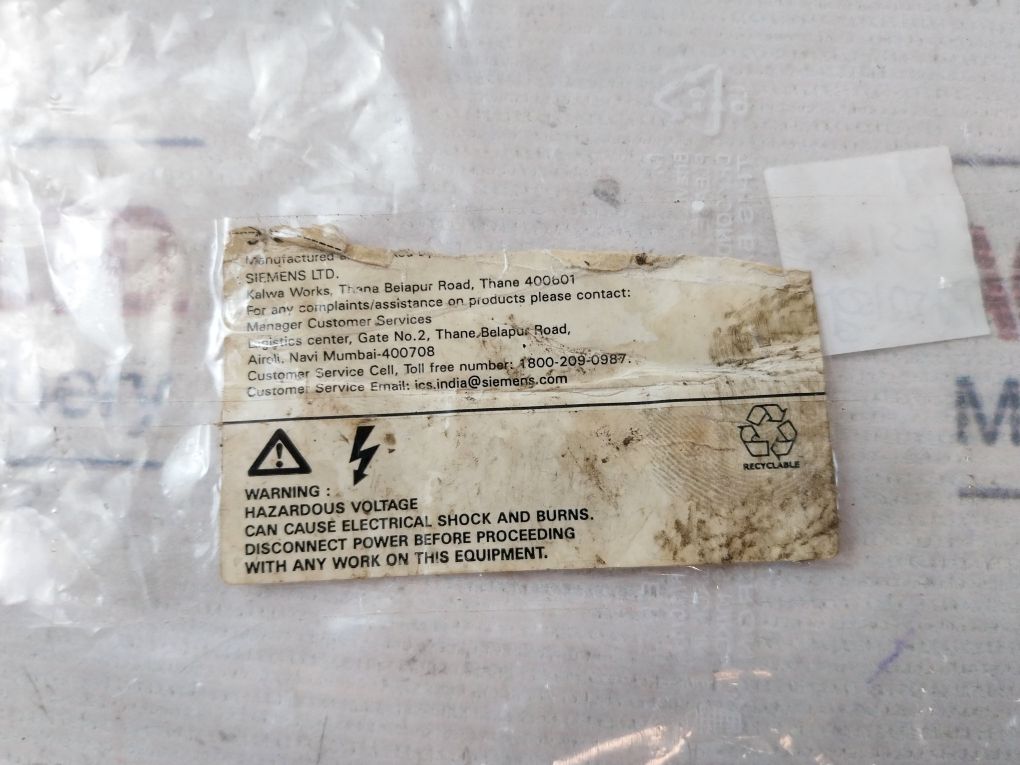 Manufactured
SIEMENS LTD.
Kalwa Works, Thana Belapur Road, Thane 400601
For any complaints/assistance on products please contact:
Manager Customer Services
Logistics center, Gate No.2, Thane Belapur Road,
Airoli, Navi Mumbai-400708
Customer Service Cell, Toll free number: 1800-209-0987.
Customer Service Email: ics.india@siemens.com
WARNING :
HAZARDOUS VOLTAGE
CAN CAUSE ELECTRICAL SHOCK AND BURNS.
DISCONNECT POWER BEFORE PROCEEDING
WITH ANY WORK ON THIS EQUIPMENT.
RECYCLABLE